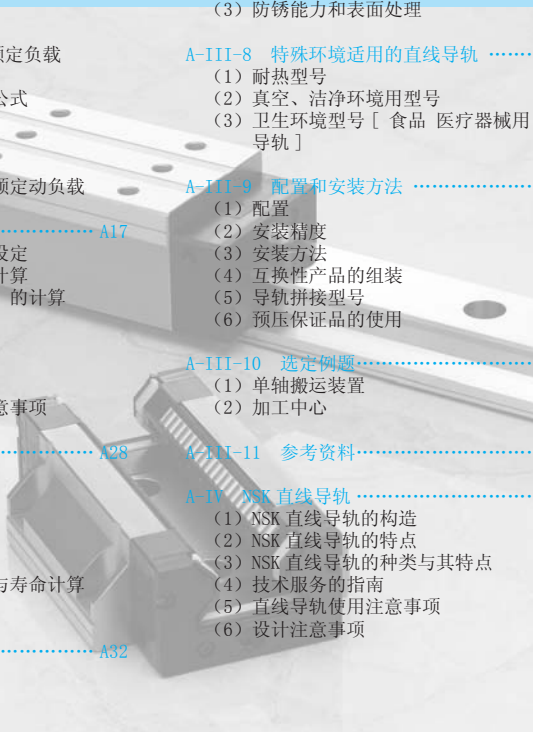 顶定负载
公式
额定动负载
A17
设定
计算
的计算
意事项
A28
与寿命计算
A32
(3) 防锈能力和表面处理
A-III-8 特殊环境适用的直线导轨
(1) 耐热型号
(2) 真空、洁净环境用型号
(3) 卫生环境型号[ 食品 医疗器械用
导轨]
A-III-9 配置和安装方法
(1) 配置
(2) 安装精度
(3) 安装方法
(4) 互换性产品的组装
(5) 导轨拼接型号
(6) 预压保证品的使用
A-III-10 选定例题
(1) 单轴搬运装置
(2) 加工中心
A-III-11 参考资料
A-IV NSK 直线导轨
(1) NSK 直线导轨的构造
(2) NSK 直线导轨的特点
(3) NSK 直线导轨的种类与其特点
(4) 技术服务的指南
(5) 直线导轨使用注意事项
(6) 设计注意事项